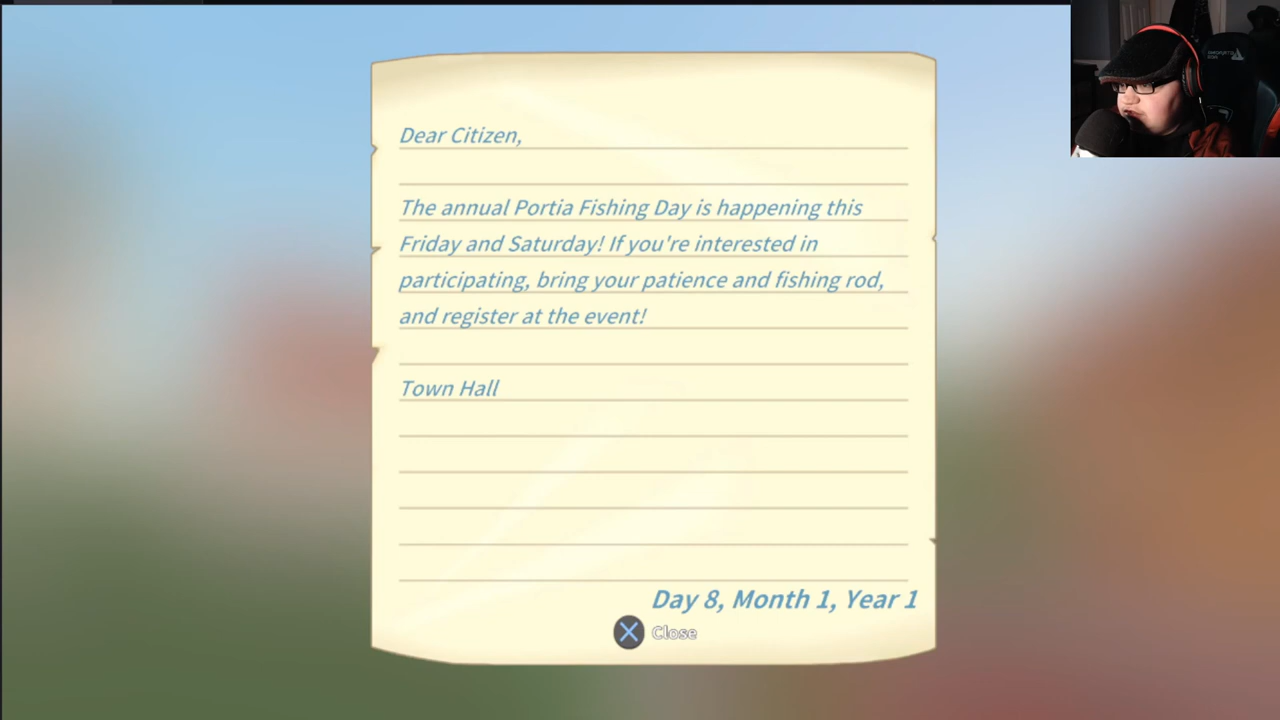 Dear Citizen,
The annual Portia Fishing Day is happening this
Friday and Saturday! If you're interested in
participating, bring your patience and fishing rod,
and register at the event!
Town Hall
Day 8, Month 1, Year 1
Close